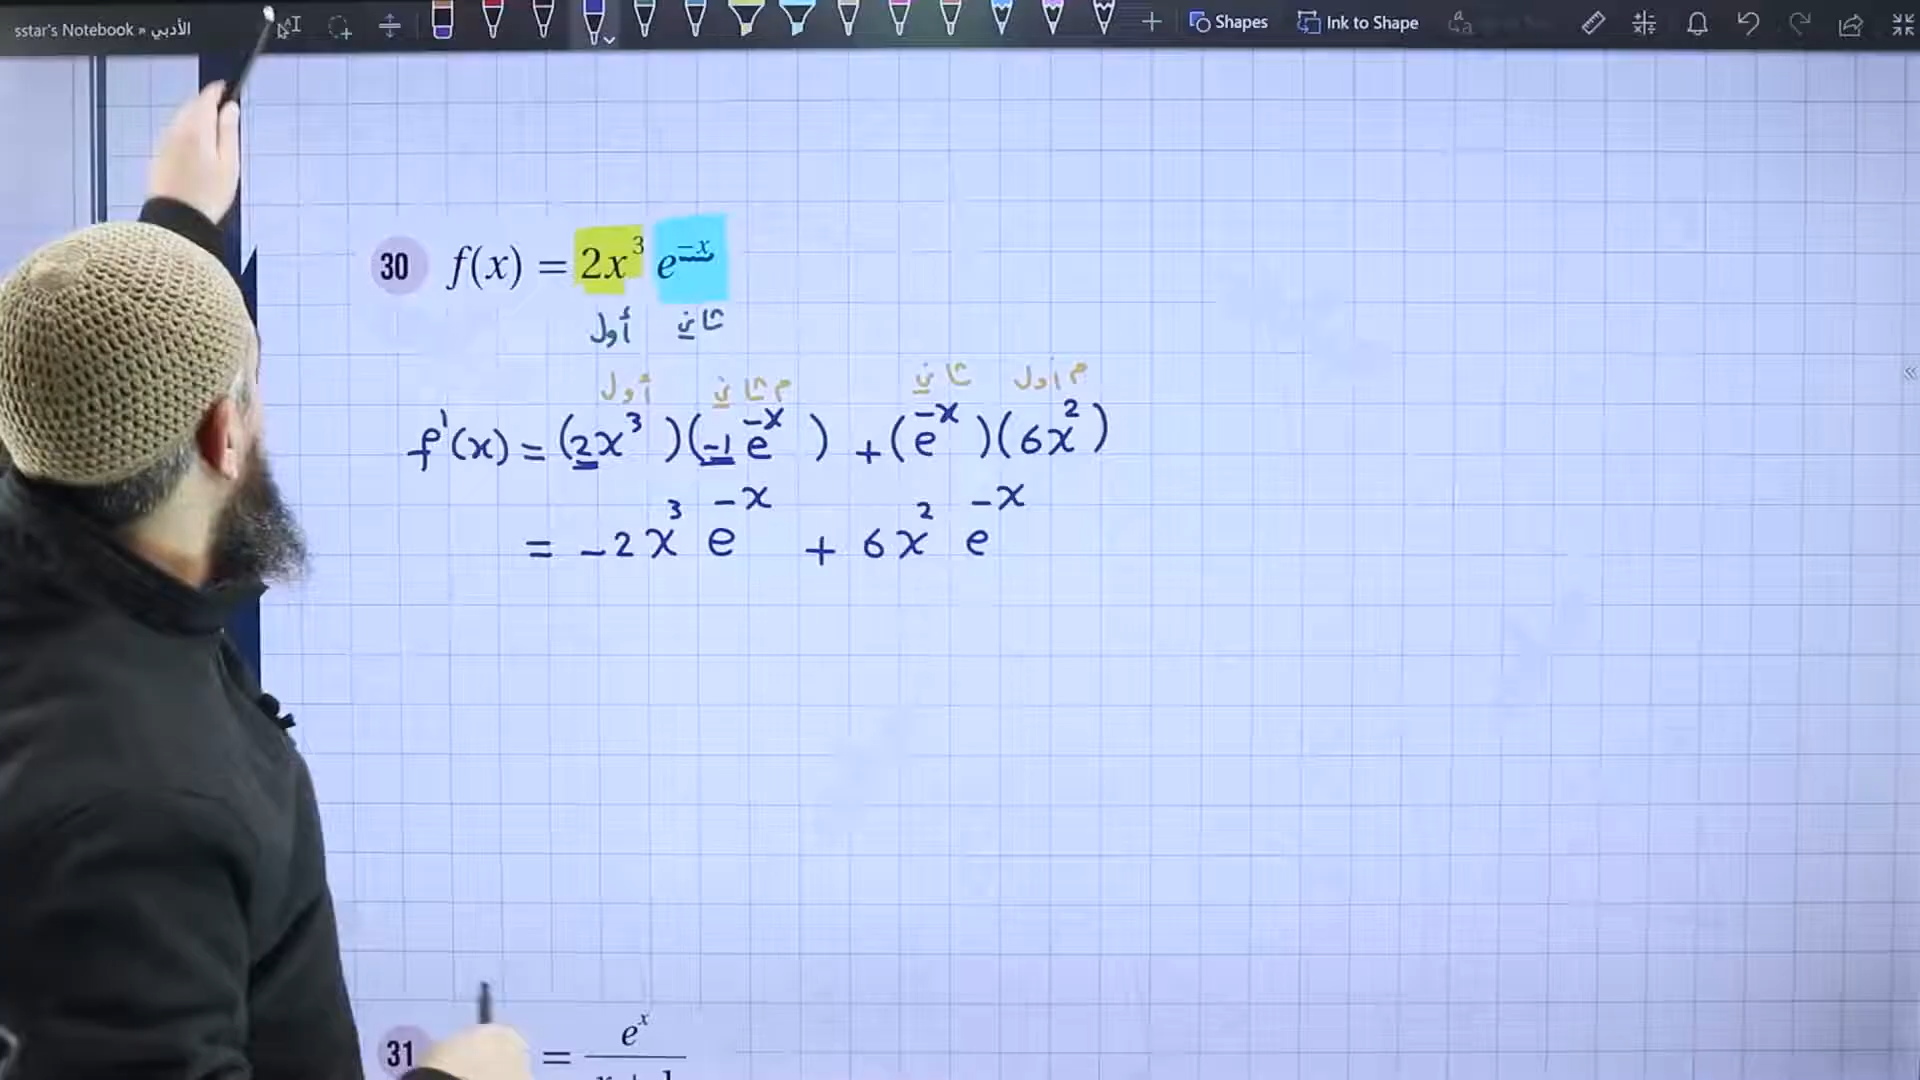 sstar's Notebook » الأدبي
Shapes
Ink to Shape
30 f(x) = 2x³ e⁻ˣ
أول ثاني
أول م ثاني ثاني م أول
f'(x) = (2x³)(-1e⁻ˣ) + (e⁻ˣ)(6x²)
= -2x³ e⁻ˣ + 6x² e⁻ˣ
31 = eˣ